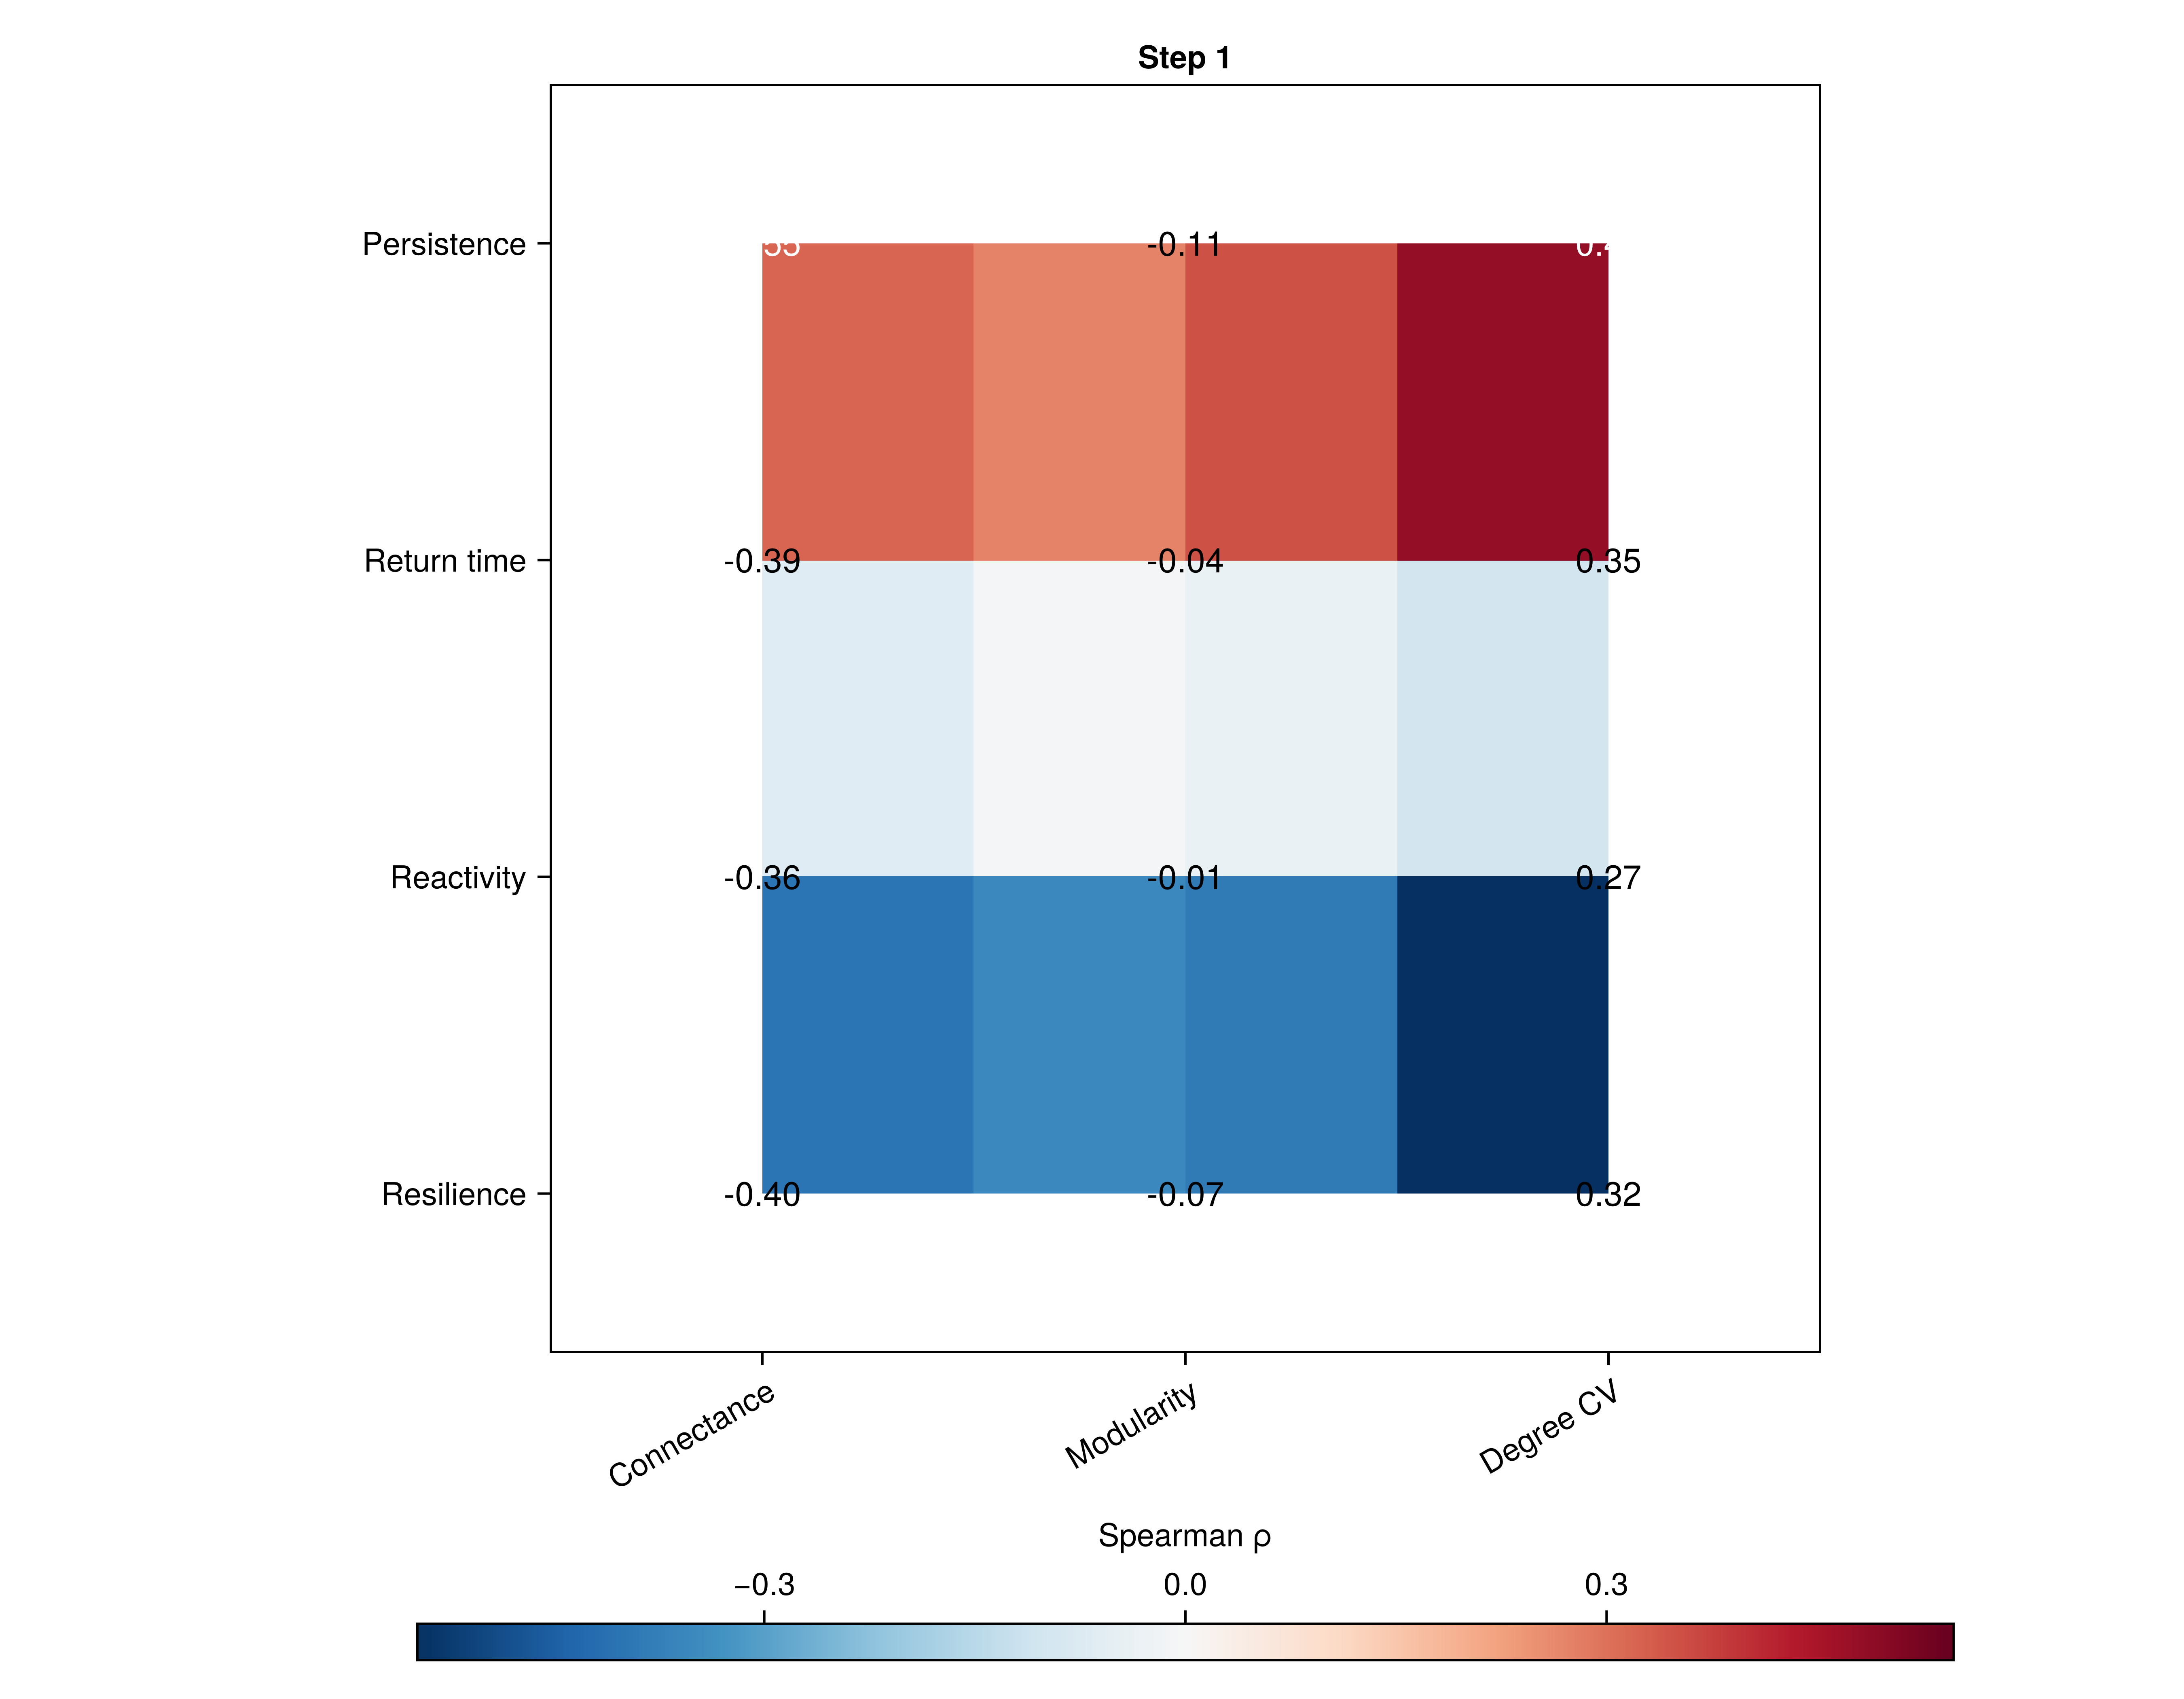 Step 1
Persistence
-0.11
Return time
-0.39
-0.04
0.35
Reactivity
-0.36
-0.01
0.27
Resilience
-0.40
-0.07
0.32
Connectance
Modularity
Degree CV
Spearman ρ
−0.3
0.0
0.3